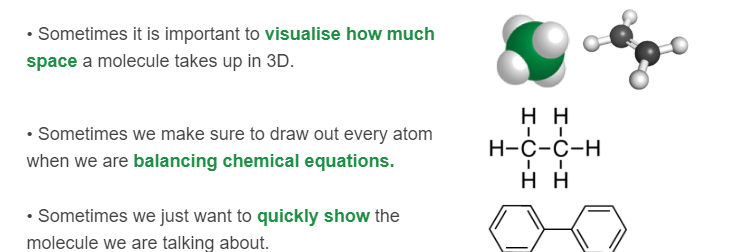 • Sometimes it is important to visualise how much
space a molecule takes up in 3D.
• Sometimes we make sure to draw out every atom
when we are balancing chemical equations.
H H
H-C-C-H
H H
• Sometimes we just want to quickly show the
molecule we are talking about.